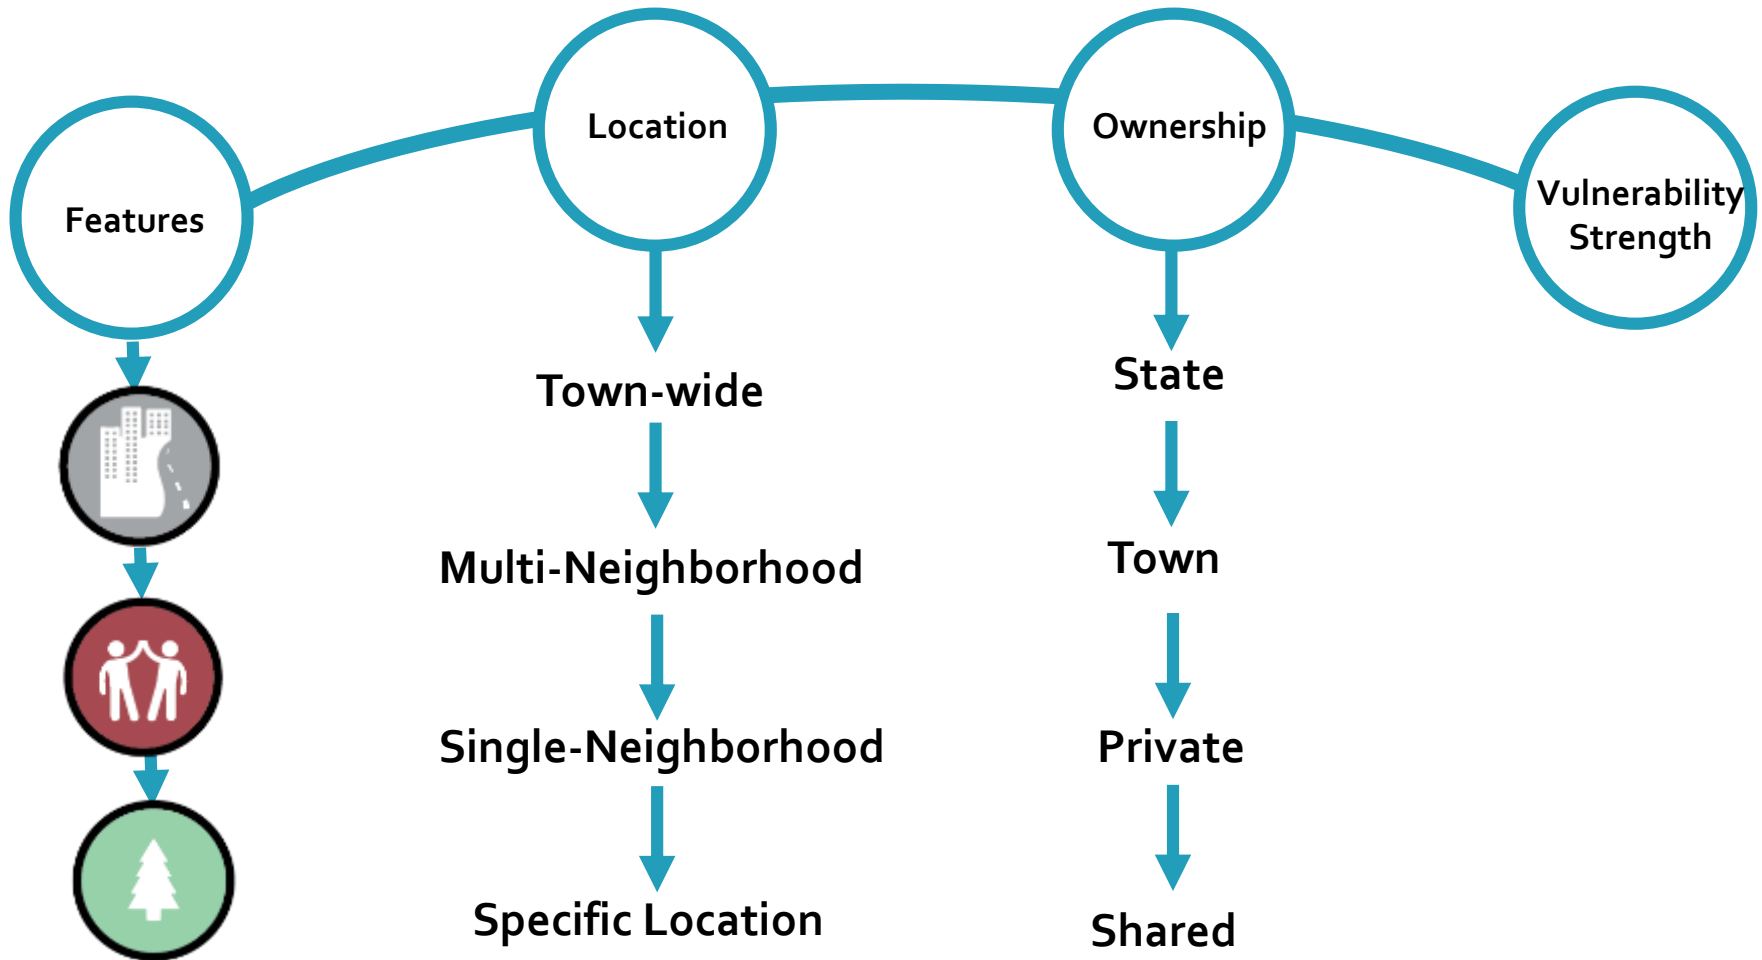 Features
Location
Ownership
Vulnerability
Strength
Town-wide
Multi-Neighborhood
Single-Neighborhood
Specific Location
State
Town
Private
Shared